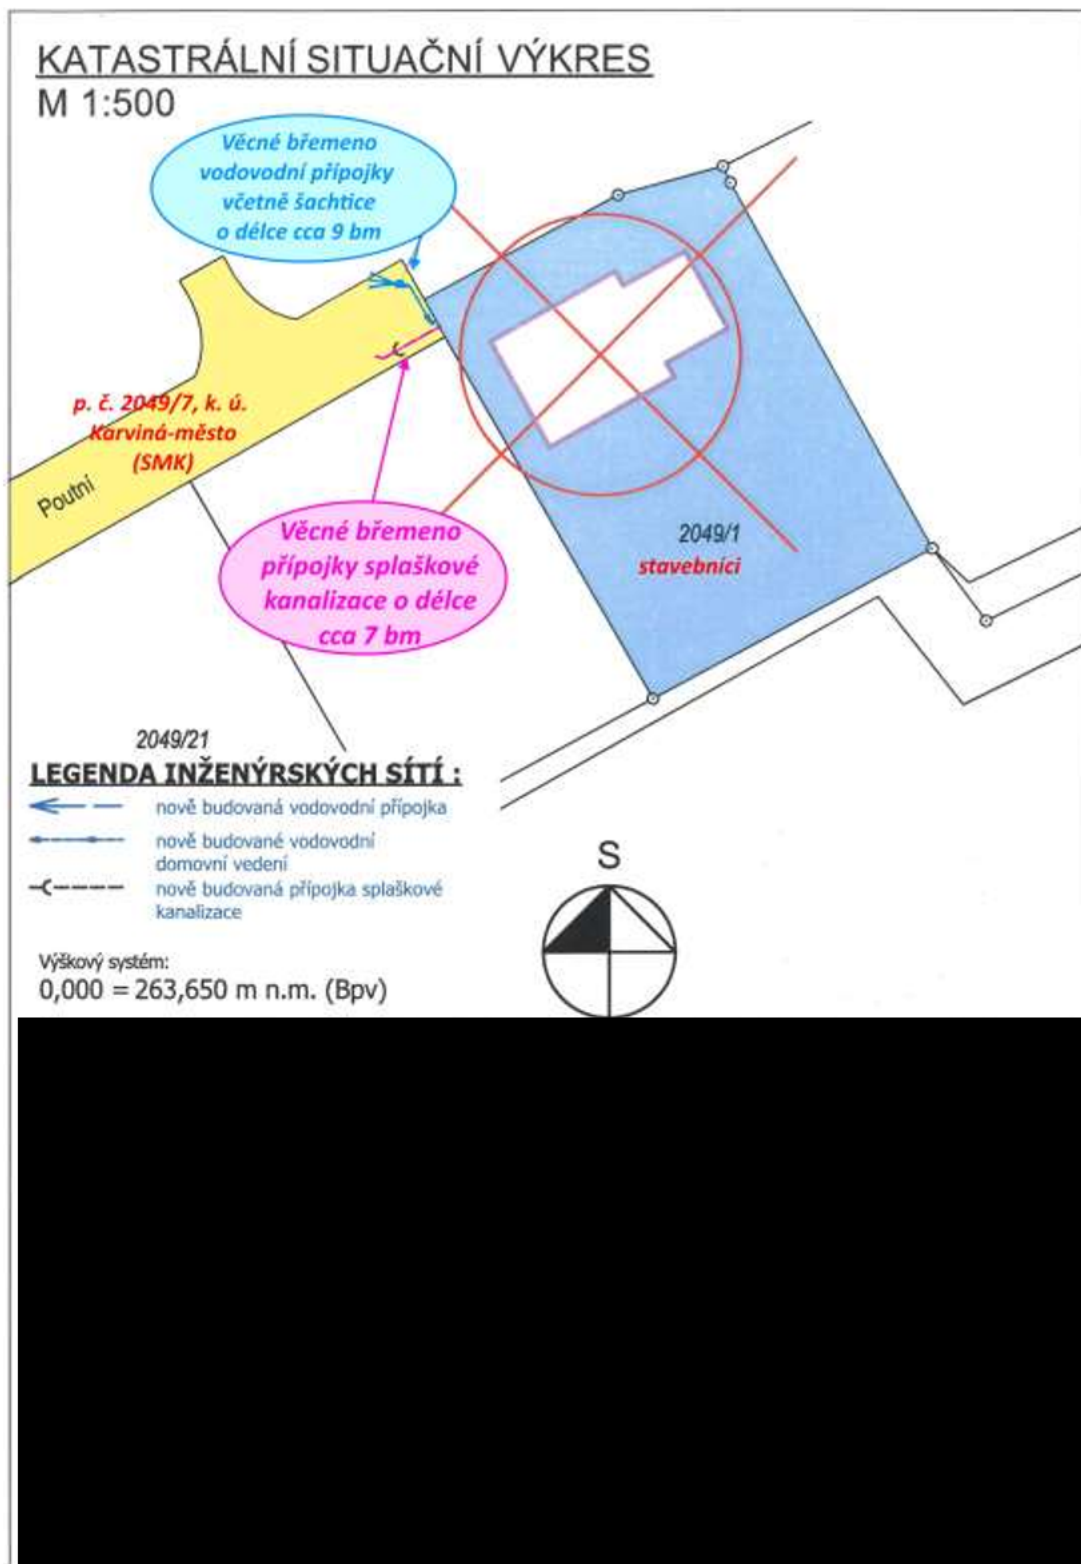 KATASTRÁLNÍ SITUAČNÍ VÝKRES
M 1:500
Věcné břemeno
vodovodní přípojky
včetně šachtice
o délce cca 9 bm
p. č. 2049/7, k. ú.
Karviná-město
(SMK)
Poutní
Věcné břemeno
přípojky splaškové
kanalizace o délce
cca 7 bm
2049/1
stavebníci
2049/21
LEGENDA INŽENÝRSKÝCH SÍTÍ :
nově budovaná vodovodní přípojka
nově budované vodovodní
domovní vedení
nově budovaná přípojka splaškové
kanalizace
S
Výškový systém:
0,000 = 263,650 m n.m. (Bpv)